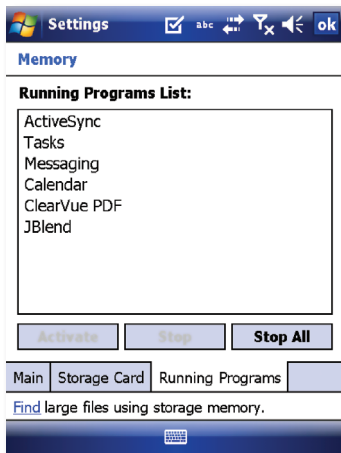 Settings
abc
ok
Memory
Running Programs List:
ActiveSync
Tasks
Messaging
Calendar
ClearVue PDF
JBlend
Activate Stop Stop All
Main Storage Card Running Programs
Find large files using storage memory.